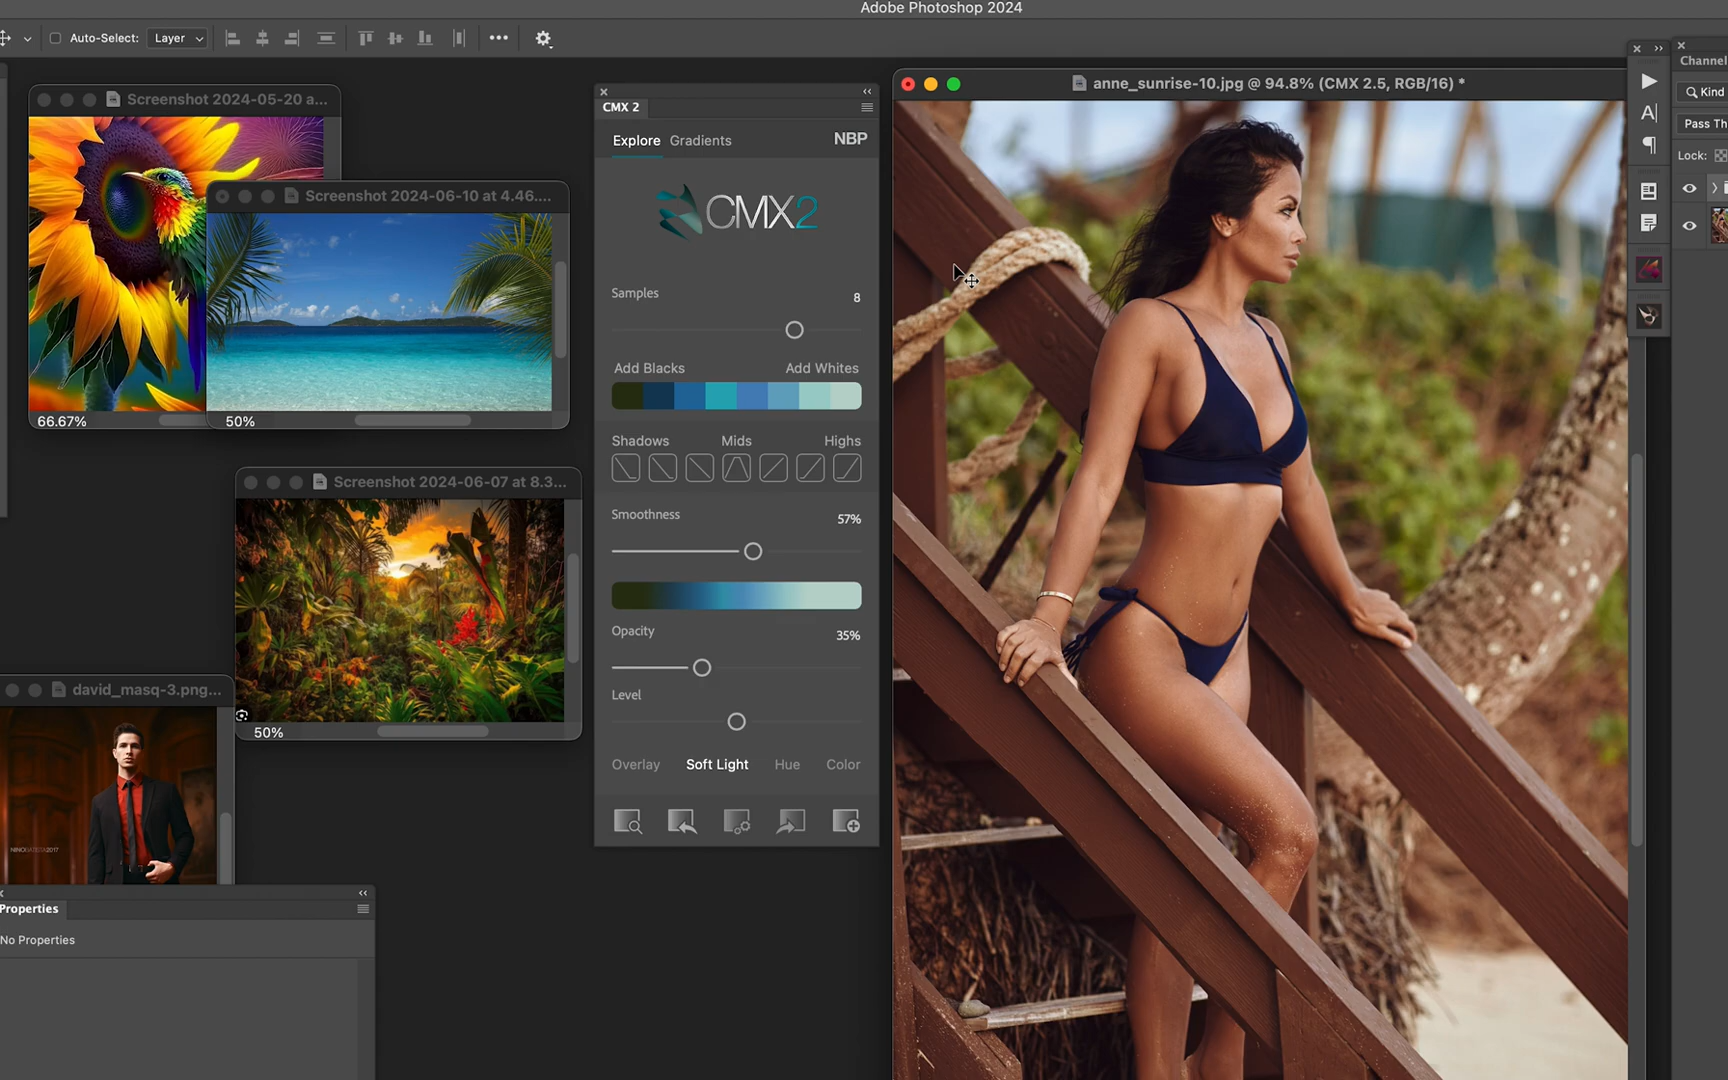 Adobe Photoshop 2024
Auto-Select: Layer
Screenshot 2024-05-20 a...
66.67%
Screenshot 2024-06-10 at 4.46....
50%
Screenshot 2024-06-07 at 8.3...
50%
david_masq-3.png...
Properties
No Properties
CMX 2
Explore Gradients NBP
CMX2
Samples 8
Add Blacks Add Whites
Shadows Mids Highs
Smoothness 57%
Opacity 35%
Level
Overlay Soft Light Hue Color
anne_sunrise-10.jpg @ 94.8% (CMX 2.5, RGB/16) *
A
Channel
Kind
Pass Th
Lock: